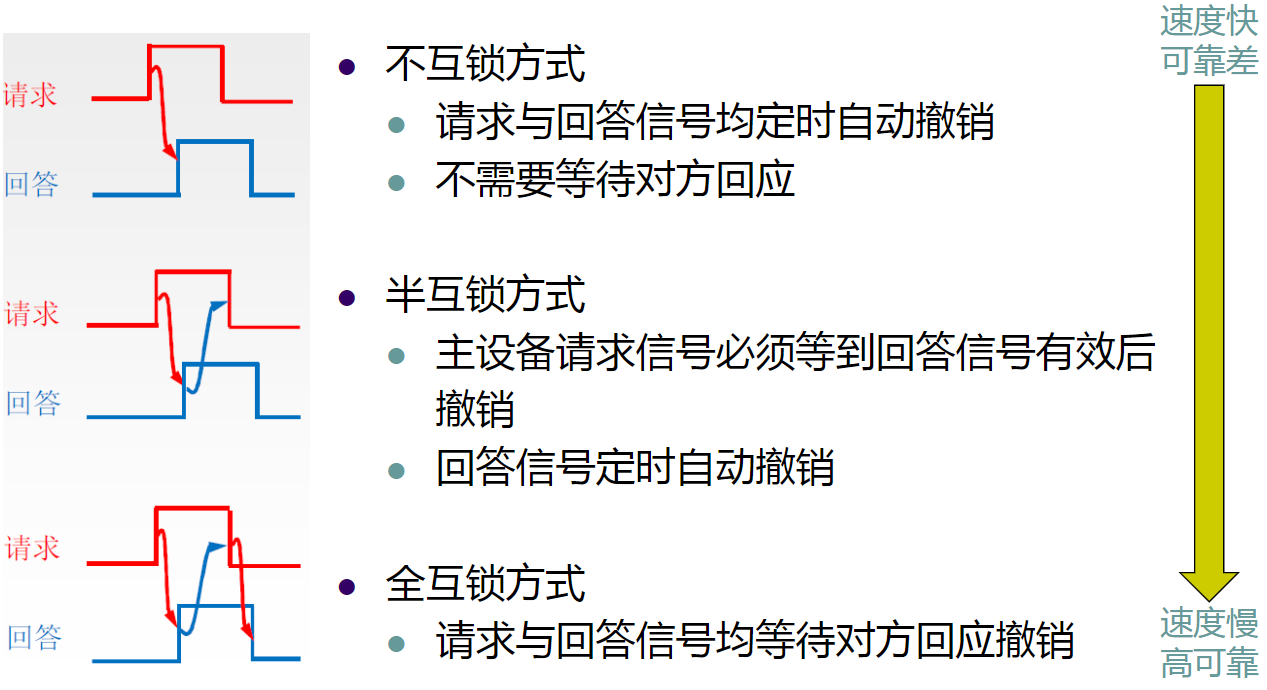 速度快
可靠差
请求
回答
不互锁方式
请求与回答信号均定时自动撤销
不需要等待对方回应
请求
回答
半互锁方式
主设备请求信号必须等到回答信号有效后
撤销
回答信号定时自动撤销
请求
回答
全互锁方式
请求与回答信号均等待对方回应撤销
速度慢
高可靠